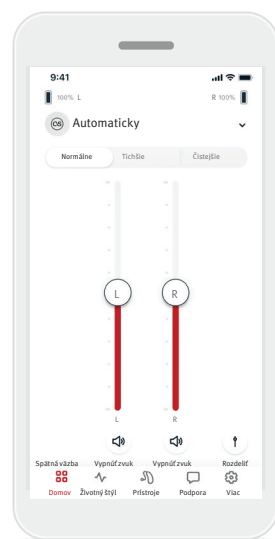 9:41
100% L
R 100%
Automaticky
Normálne Tichšie Čistejšie
L R
L R
Spätná väzba Vypnúť zvuk Vypnúť zvuk Rozdeliť
Domov Životný štýl Prístroje Podpora Viac